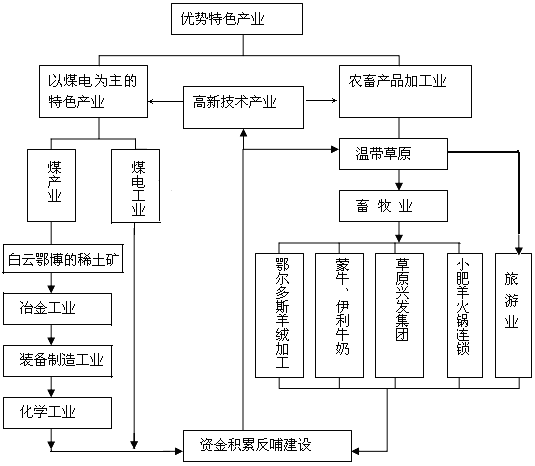 优势特色产业
以煤电为主的
特色产业
高新技术产业
农畜产品加工业
煤产业
煤电工业
温带草原
畜 牧 业
白云鄂博的稀土矿
冶金工业
装备制造工业
化学工业
鄂尔多斯羊绒加工
蒙牛、伊利牛奶
草原兴发集团
小肥羊火锅连锁
旅游业
资金积累反哺建设